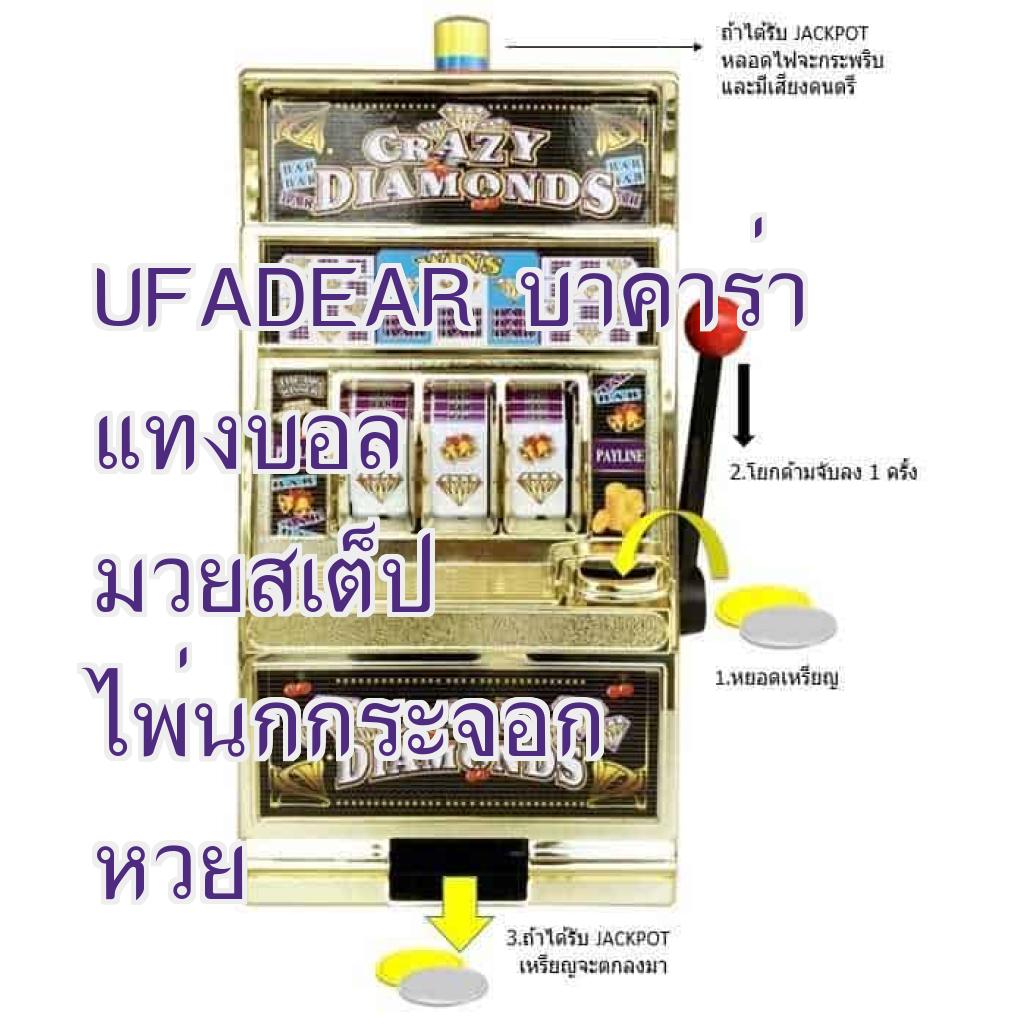 ถ้าได้รับ JACKPOT
หลอดไฟจะกระพริบ
และมีเสียงดนตรี
CRAZY
DIAMONDS
WINS
UFADEAR บาคาร่า
PAYLINE
แทงบอล
2.โยกด้ามจับลง 1 ครั้ง
มวยสเต็ป
1.หยอดเหรียญ
ไพ่นกกระจอก
DIAMONDS
หวย
3.ถ้าได้รับ JACKPOT
เหรียญจะตกลงมา